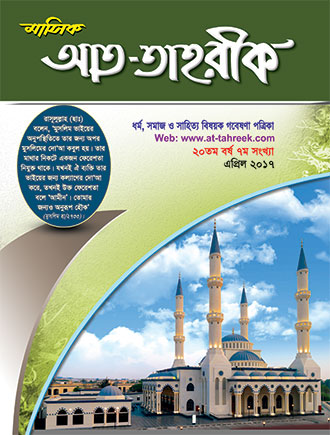 মাসিক
আত-তাহরীক
ধর্ম, সমাজ ও সাহিত্য বিষয়ক গবেষণা পত্রিকা
Web: www.at-tahreek.com
২০তম বর্ষ ৭ম সংখ্যা
এপ্রিল ২০১৭
রাসূলুল্লাহ (ছাঃ)
বলেন, 'মুসলিম ভাইয়ের
অনুপস্থিতিতে তার জন্য অপর
মুসলিমের দো'আ কবুল হয়। তার
মাথার নিকটে একজন ফেরেশতা
নিযুক্ত থাকে। যখনই ঐ ব্যক্তি তার
ভাইয়ের জন্য কল্যাণের দো'আ
করে, তখনই উক্ত ফেরেশতা
বলে 'আমীন'। তোমার
জন্যও অনুরূপ হৌক'
(মুসলিম হা/২৭৩৩)।